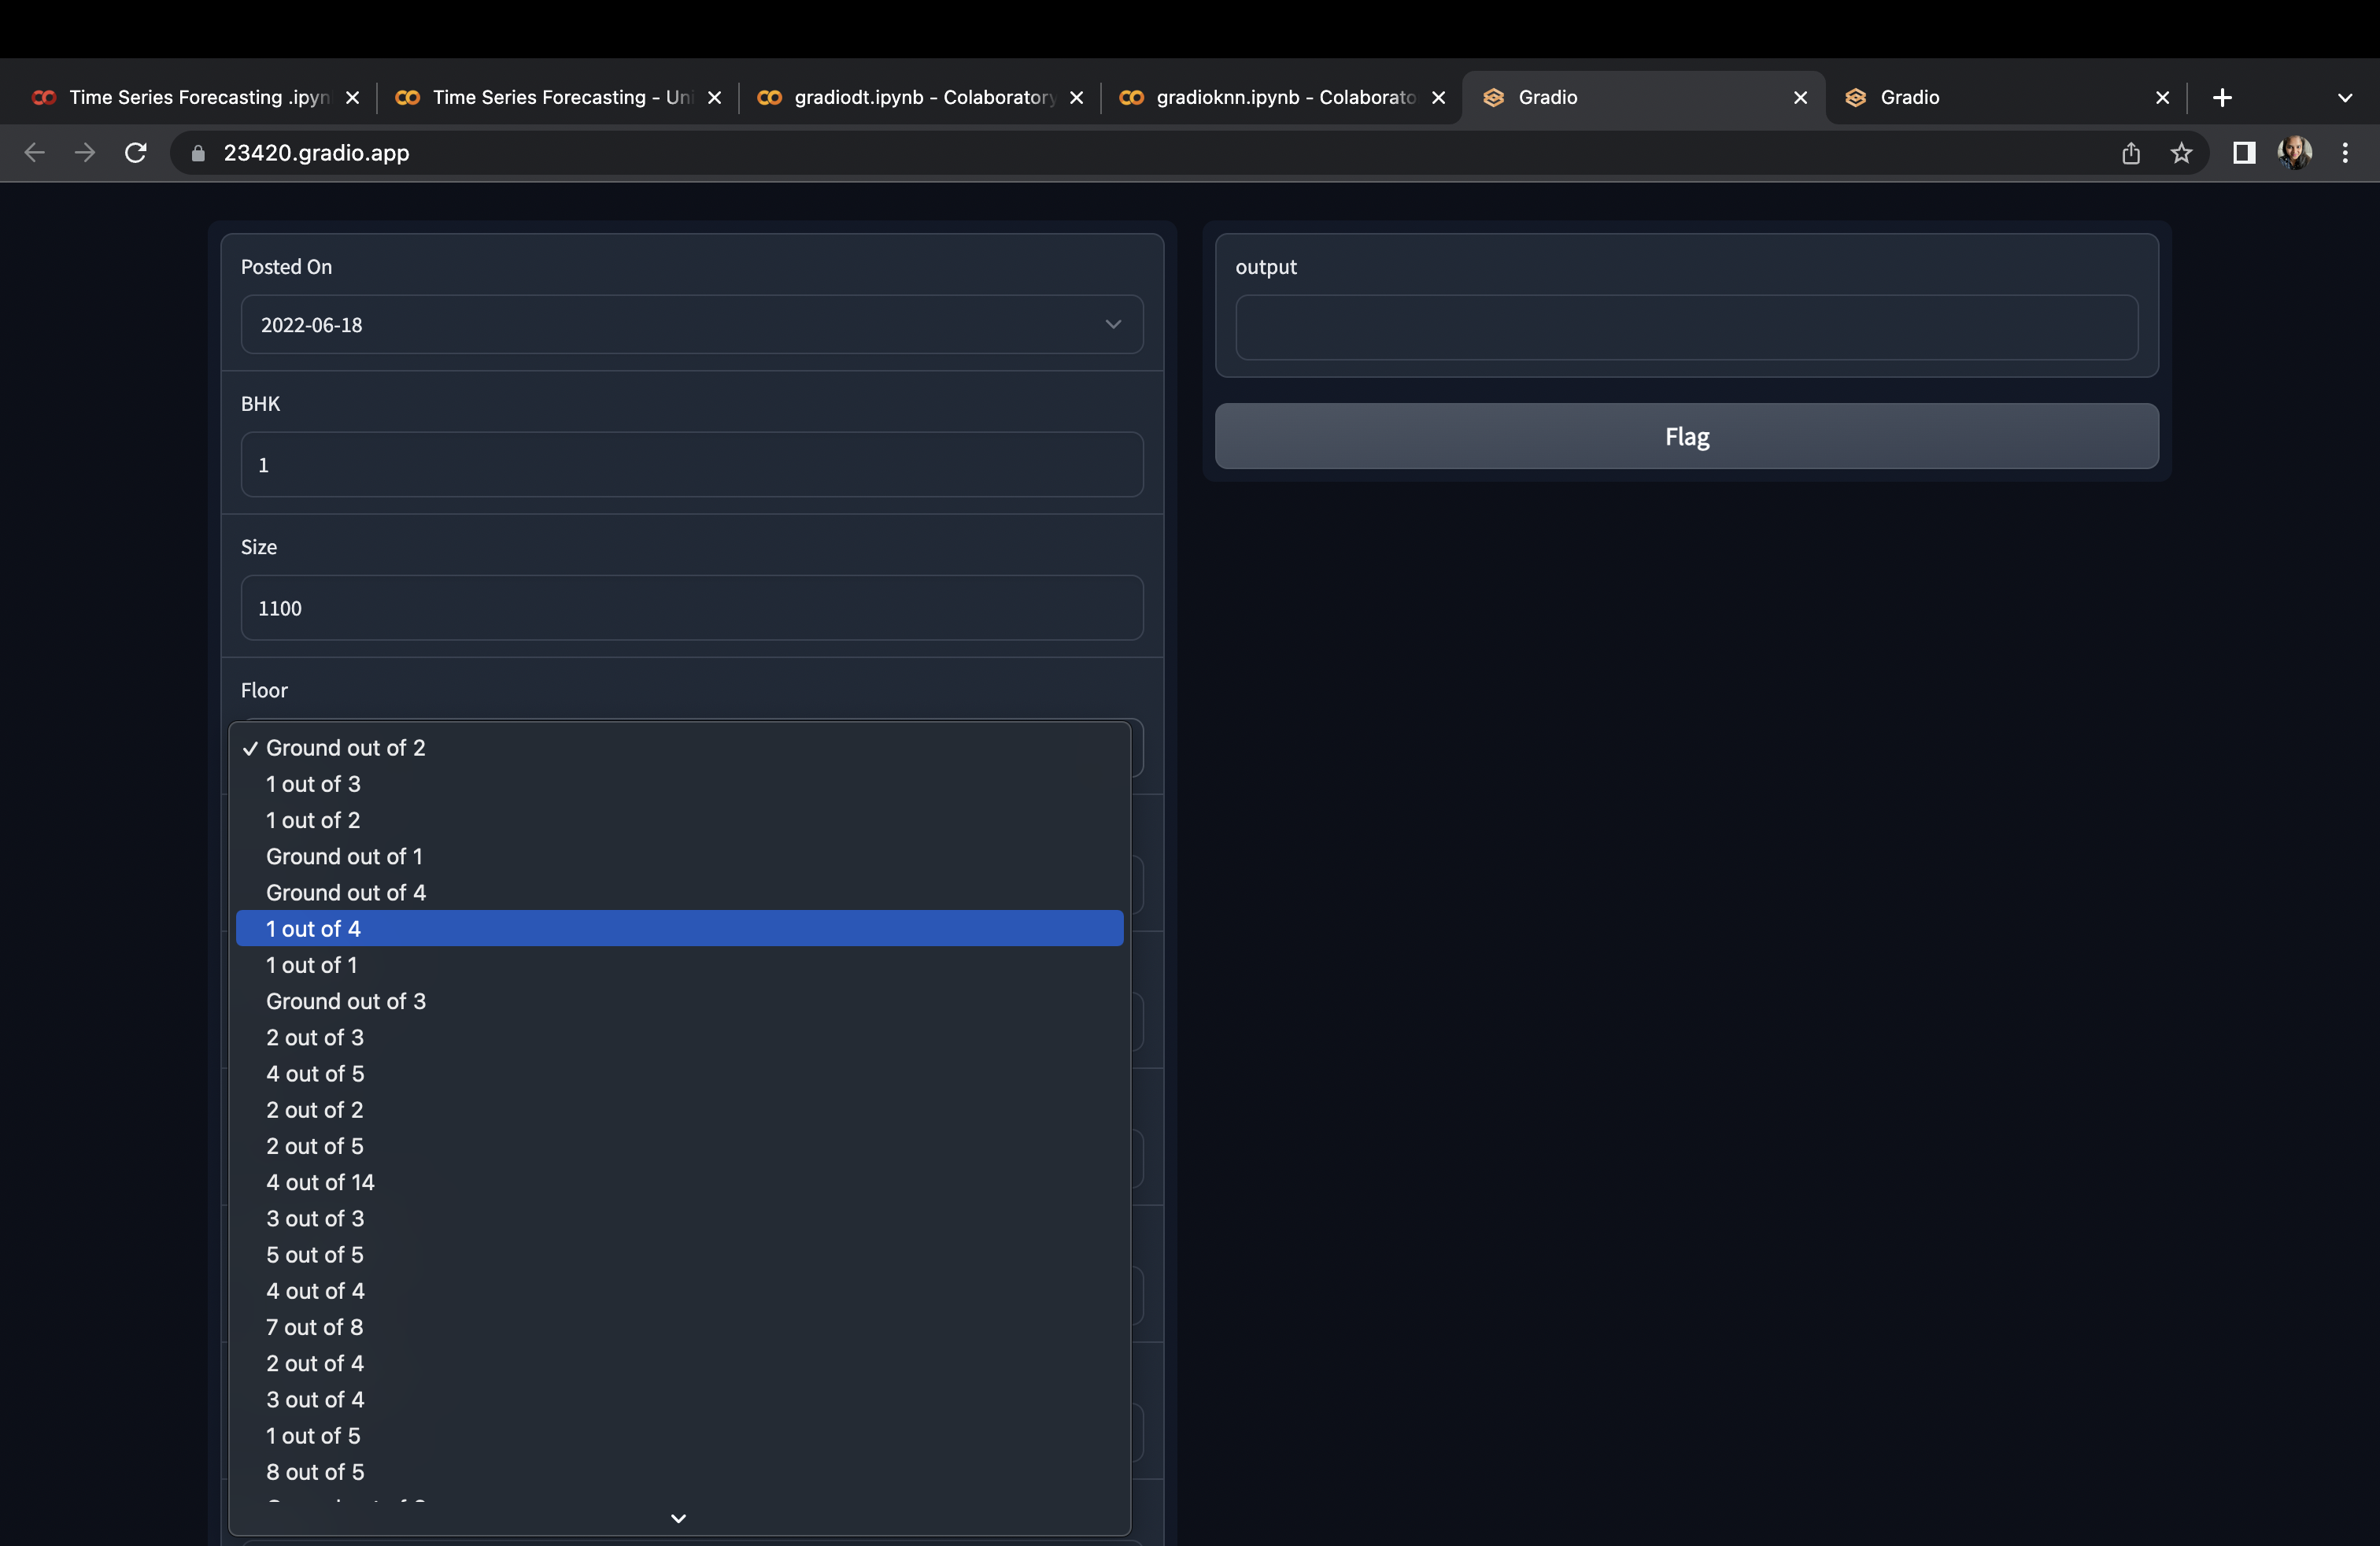 Time Series Forecasting .ipyn
Time Series Forecasting - Uni
gradiodt.ipynb - Colaboratory
gradioknn.ipynb - Colaborato
Gradio
Gradio
23420.gradio.app
Posted On
2022-06-18
BHK
1
Size
1100
Floor
Ground out of 2
1 out of 3
1 out of 2
Ground out of 1
Ground out of 4
1 out of 4
1 out of 1
Ground out of 3
2 out of 3
4 out of 5
2 out of 2
2 out of 5
4 out of 14
3 out of 3
5 out of 5
4 out of 4
7 out of 8
2 out of 4
3 out of 4
1 out of 5
8 out of 5
output
Flag